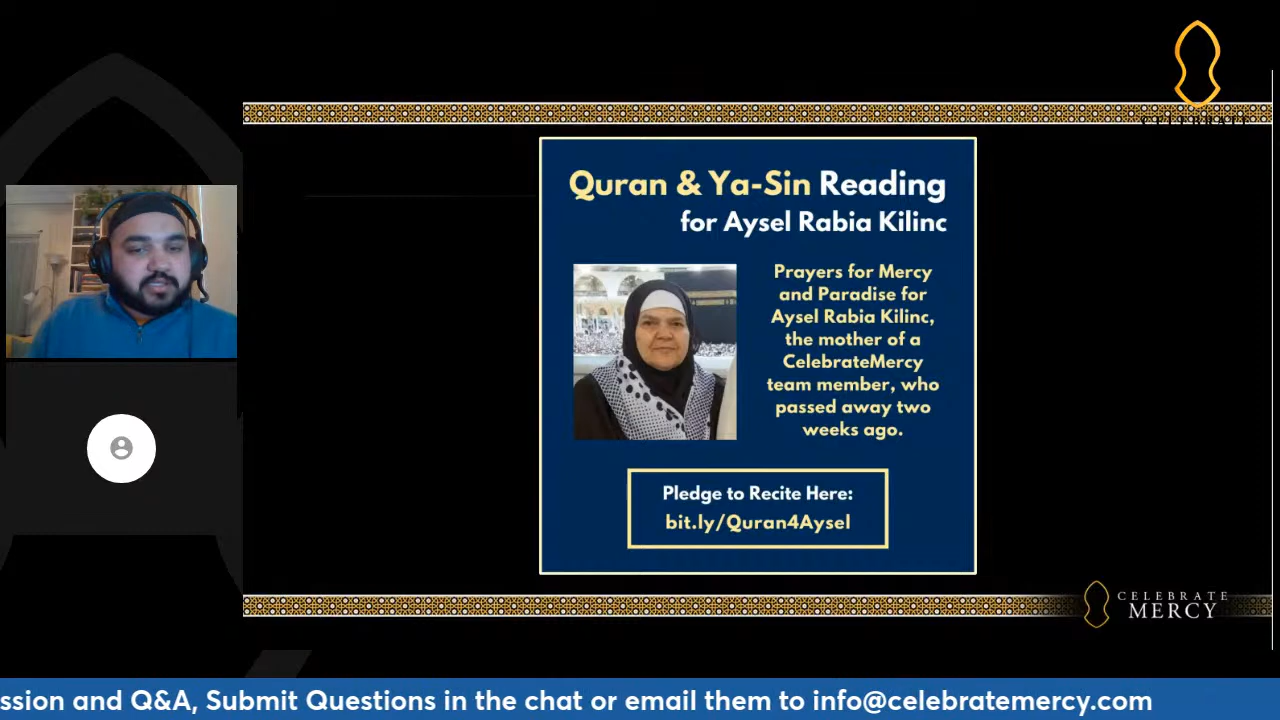 CELEBRATE
Quran & Ya-Sin Reading
for Aysel Rabia Kilinc
Prayers for Mercy
and Paradise for
Aysel Rabia Kilinc,
the mother of a
CelebrateMercy
team member, who
passed away two
weeks ago.
Pledge to Recite Here:
bit.ly/Quran4Aysel
CELEBRATE
MERCY
ssion and Q&A, Submit Questions in the chat or email them to info@celebratemercy.com